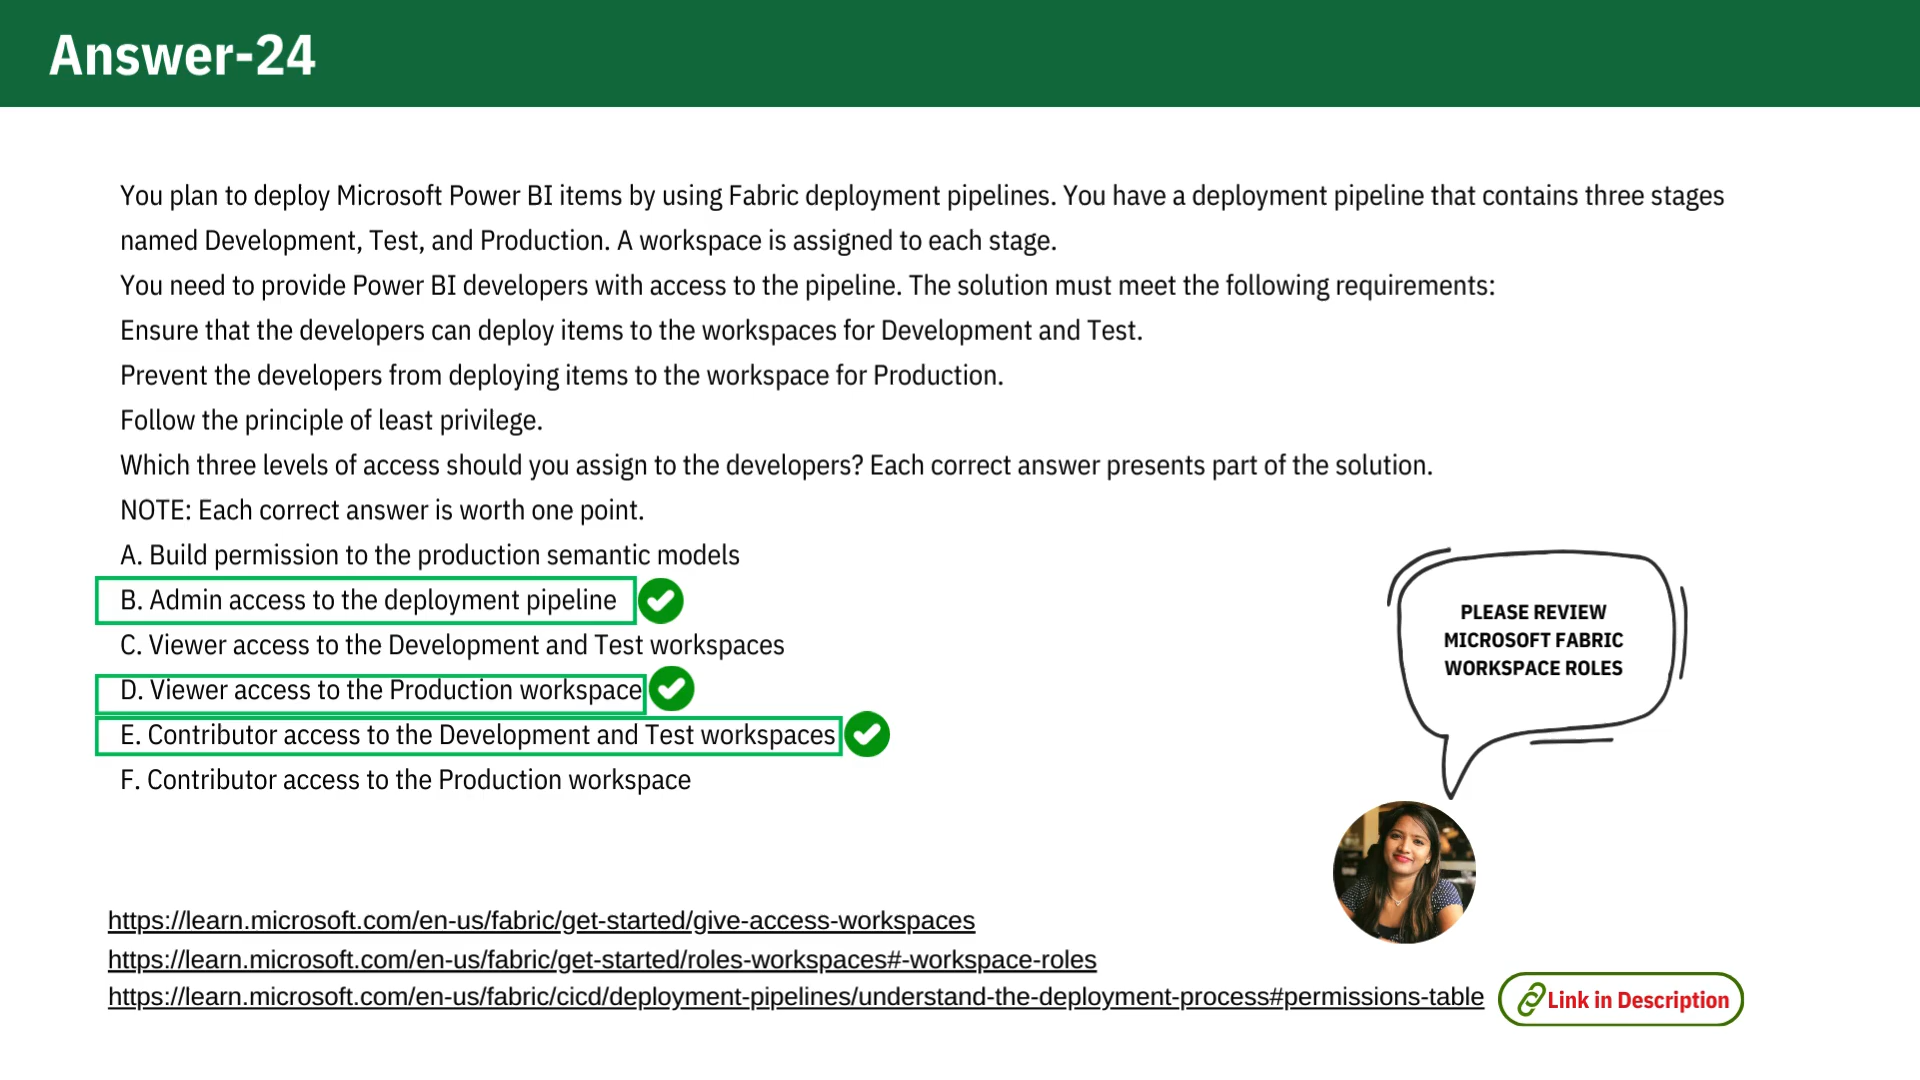 Answer-24
You plan to deploy Microsoft Power BI items by using Fabric deployment pipelines. You have a deployment pipeline that contains three stages
named Development, Test, and Production. A workspace is assigned to each stage.
You need to provide Power BI developers with access to the pipeline. The solution must meet the following requirements:
Ensure that the developers can deploy items to the workspaces for Development and Test.
Prevent the developers from deploying items to the workspace for Production.
Follow the principle of least privilege.
Which three levels of access should you assign to the developers? Each correct answer presents part of the solution.
NOTE: Each correct answer is worth one point.
A. Build permission to the production semantic models
B. Admin access to the deployment pipeline
C. Viewer access to the Development and Test workspaces
D. Viewer access to the Production workspace
E. Contributor access to the Development and Test workspaces
F. Contributor access to the Production workspace
PLEASE REVIEW
MICROSOFT FABRIC
WORKSPACE ROLES
https://learn.microsoft.com/en-us/fabric/get-started/give-access-workspaces
https://learn.microsoft.com/en-us/fabric/get-started/roles-workspaces#-workspace-roles
https://learn.microsoft.com/en-us/fabric/cicd/deployment-pipelines/understand-the-deployment-process#permissions-table
Link in Description